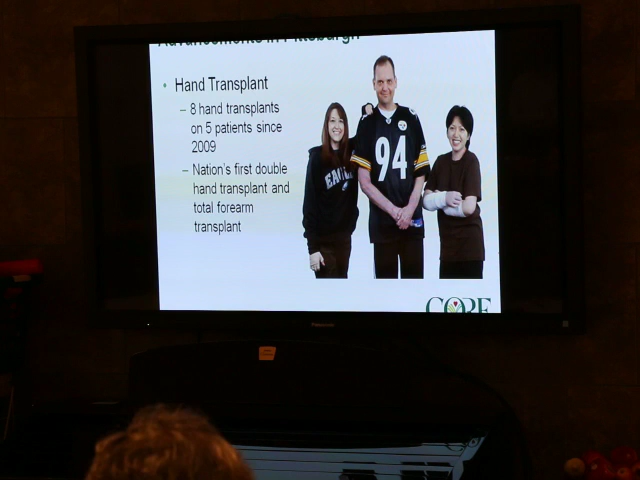 Advancements in Pittsburgh
• Hand Transplant
– 8 hand transplants
on 5 patients since
2009
– Nation's first double
hand transplant and
total forearm
transplant
94
CORE
Panasonic